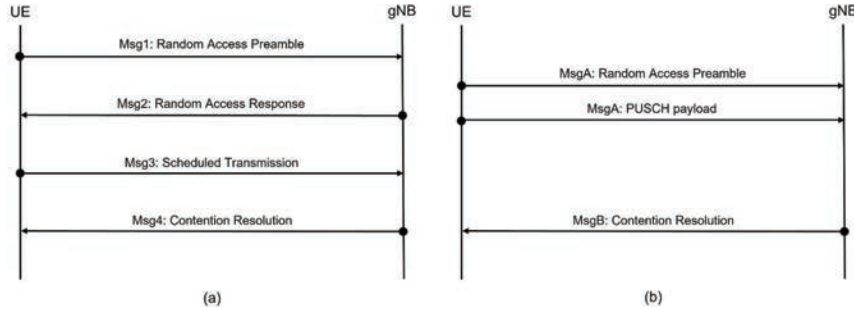 UE gNB
Msg1: Random Access Preamble
Msg2: Random Access Response
Msg3: Scheduled Transmission
Msg4: Contention Resolution
(a)
UE gNB
MsgA: Random Access Preamble
MsgA: PUSCH payload
MsgB: Contention Resolution
(b)